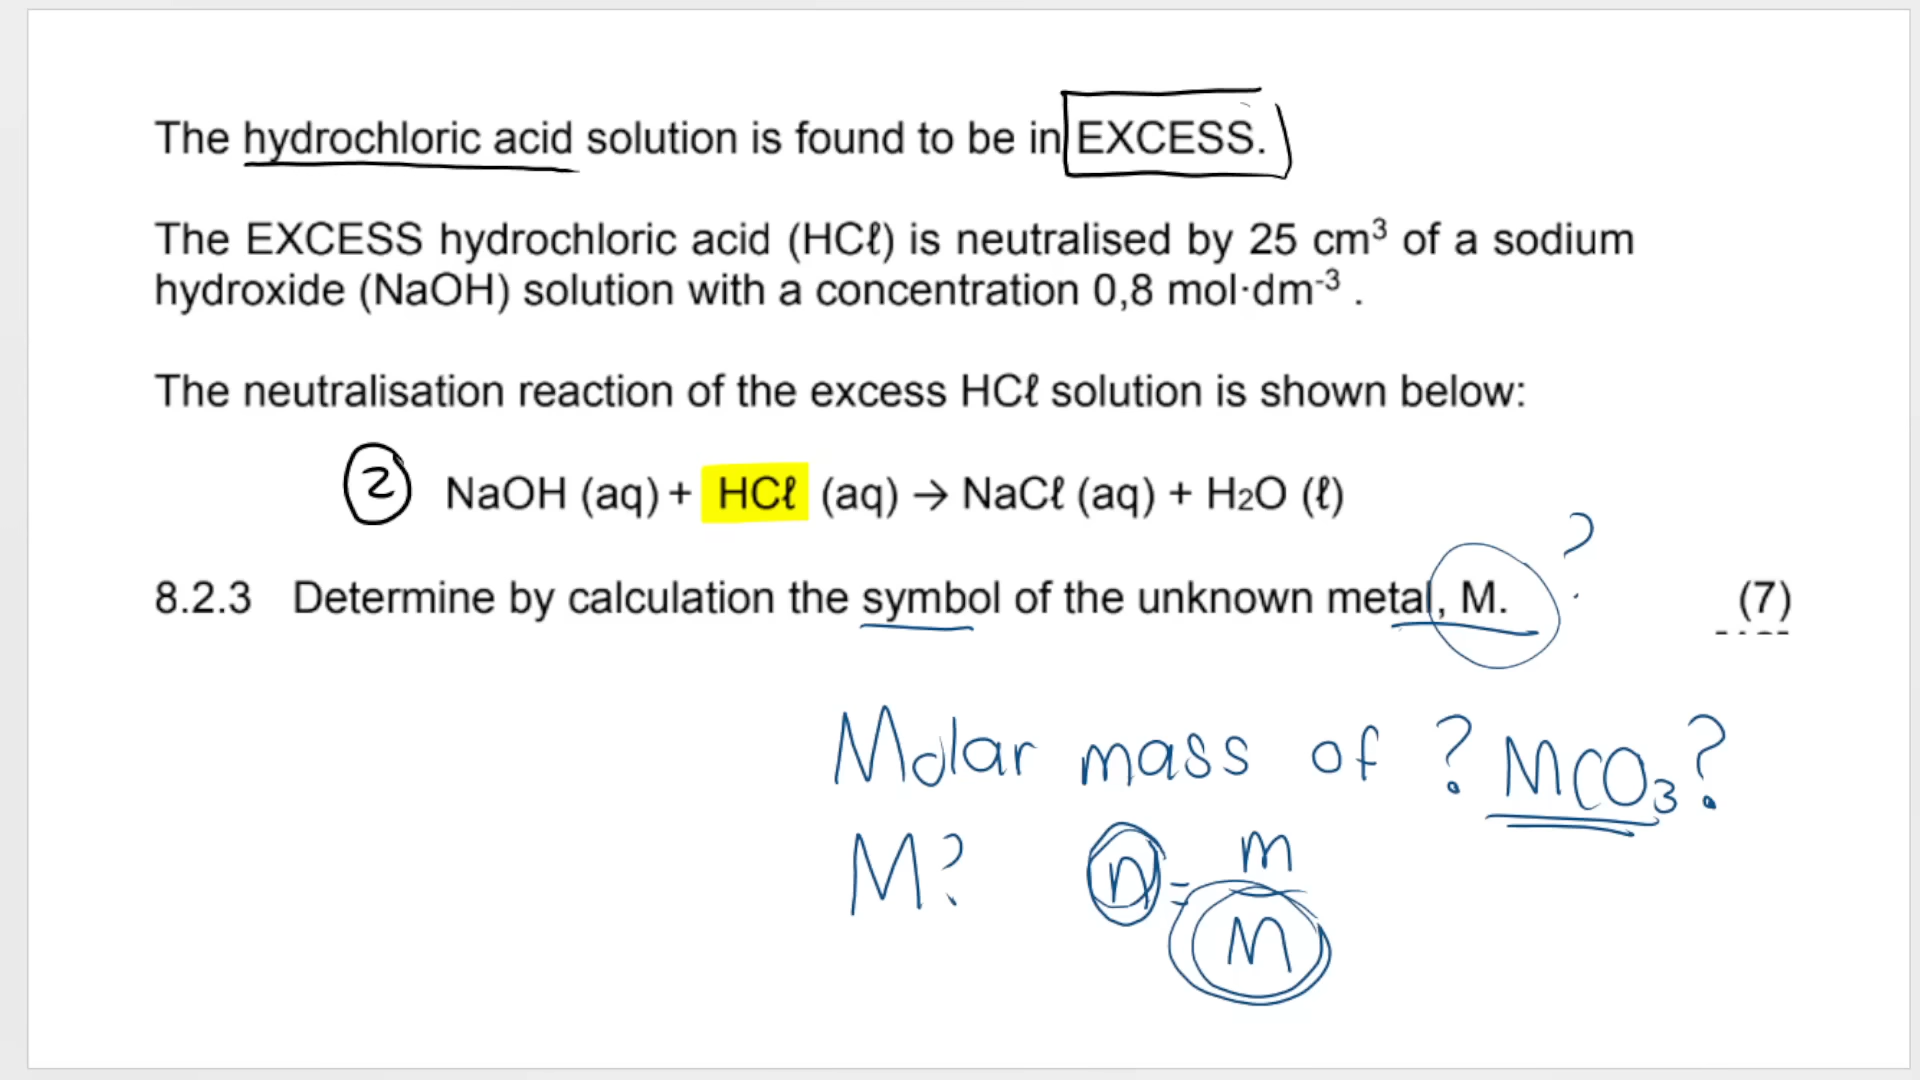 The hydrochloric acid solution is found to be in EXCESS.
The EXCESS hydrochloric acid (HCℓ) is neutralised by 25 cm³ of a sodium
hydroxide (NaOH) solution with a concentration 0,8 mol·dm⁻³ .
The neutralisation reaction of the excess HCℓ solution is shown below:
2 NaOH (aq) + HCℓ (aq) → NaCℓ (aq) + H2O (ℓ)
?
8.2.3 Determine by calculation the symbol of the unknown metal, M. (7)
Molar mass of ? MCO₃?
M? n = m
M